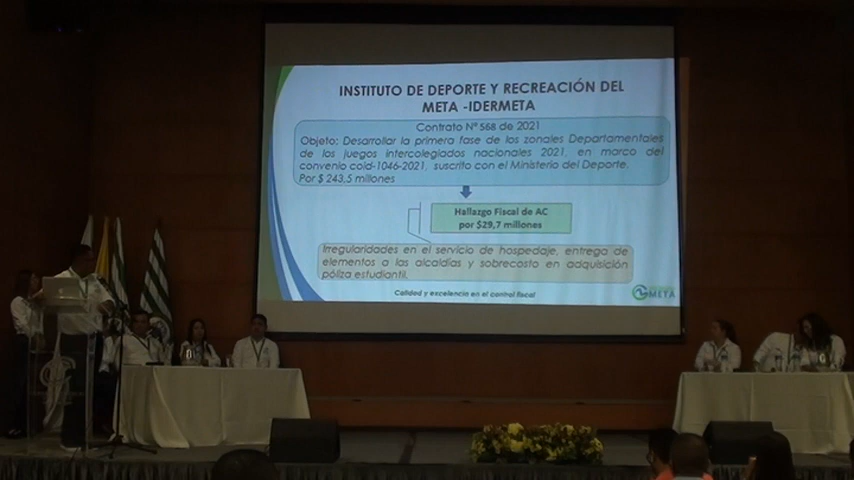 INSTITUTO DE DEPORTE Y RECREACIÓN DEL
META -IDERMETA
Contrato Nº 568 de 2021
Objeto: Desarrollar la primera fase de los zonales Departamentales
de los juegos intercolegiados nacionales 2021, en marco del
convenio coid-1046-2021, suscrito con el Ministerio del Deporte.
Por $ 243,5 millones
Hallazgo Fiscal de AC
por $29,7 millones
Irregularidades en el servicio de hospedaje, entrega de
elementos a las alcaldías y sobrecosto en adquisición
póliza estudiantil.
Calidad y excelencia en el control fiscal
META